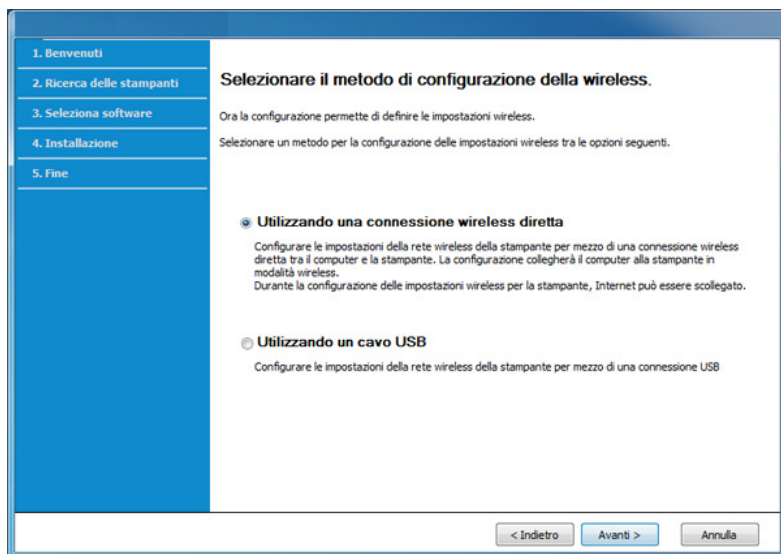 1. Benvenuti
2. Ricerca delle stampanti
3. Seleziona software
4. Installazione
5. Fine
Selezionare il metodo di configurazione della wireless.
Ora la configurazione permette di definire le impostazioni wireless.
Selezionare un metodo per la configurazione delle impostazioni wireless tra le opzioni seguenti.
Utilizzando una connessione wireless diretta
Configurare le impostazioni della rete wireless della stampante per mezzo di una connessione wireless
diretta tra il computer e la stampante. La configurazione collegherà il computer alla stampante in
modalità wireless.
Durante la configurazione delle impostazioni wireless per la stampante, Internet può essere scollegato.
Utilizzando un cavo USB
Configurare le impostazioni della rete wireless della stampante per mezzo di una connessione USB
< Indietro
Avanti >
Annulla